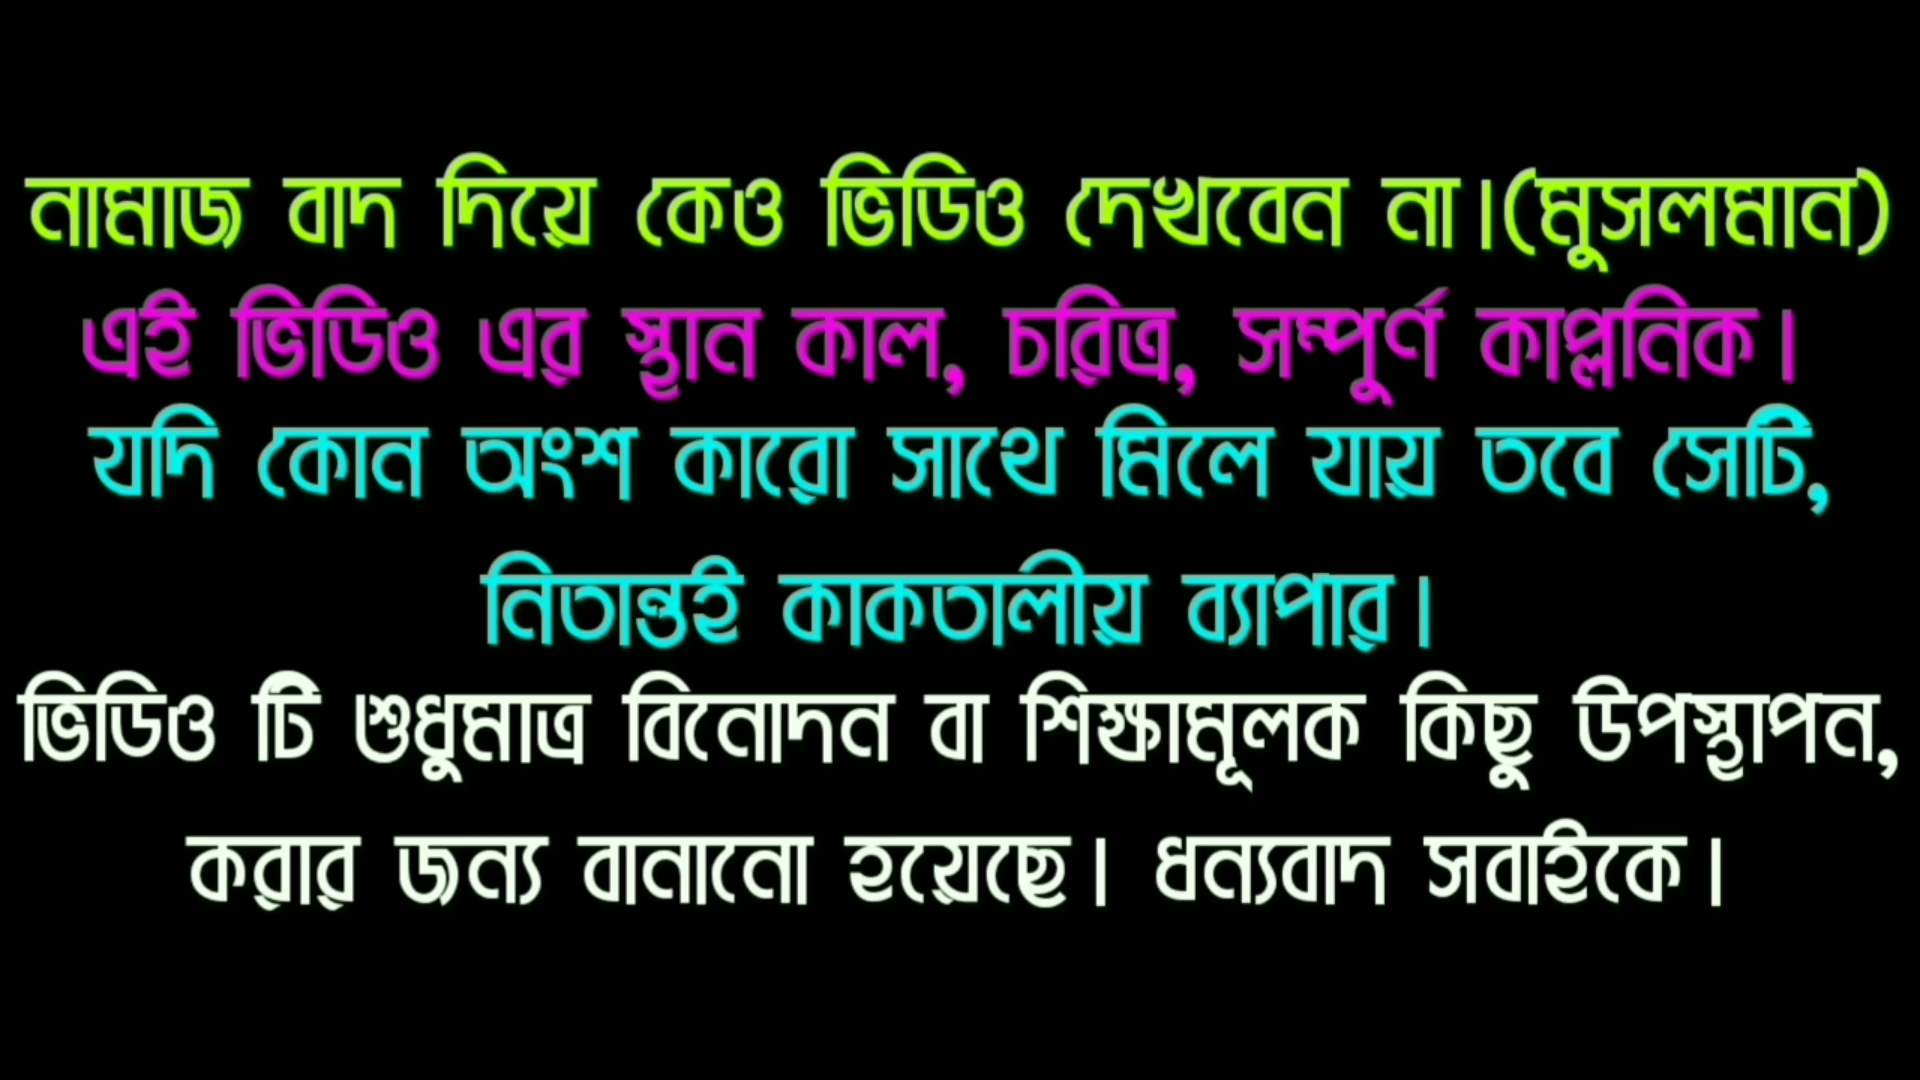 নামাজ বাদ দিয়ে কেও ভিডিও দেখবেন না।(মুসলমান)
এই ভিডিও এর স্থান কাল, চরিত্র, সম্পুর্ণ কাপ্লনিক।
যদি কোন অংশ কারো সাথে মিলে যায় তবে সেটি,
নিতান্তই কাকতালীয় ব্যাপার।
ভিডিও টি শুধুমাত্র বিনোদন বা শিক্ষামূলক কিছু উপস্থাপন,
করার জন্য বানানো হয়েছে। ধন্যবাদ সবাইকে।